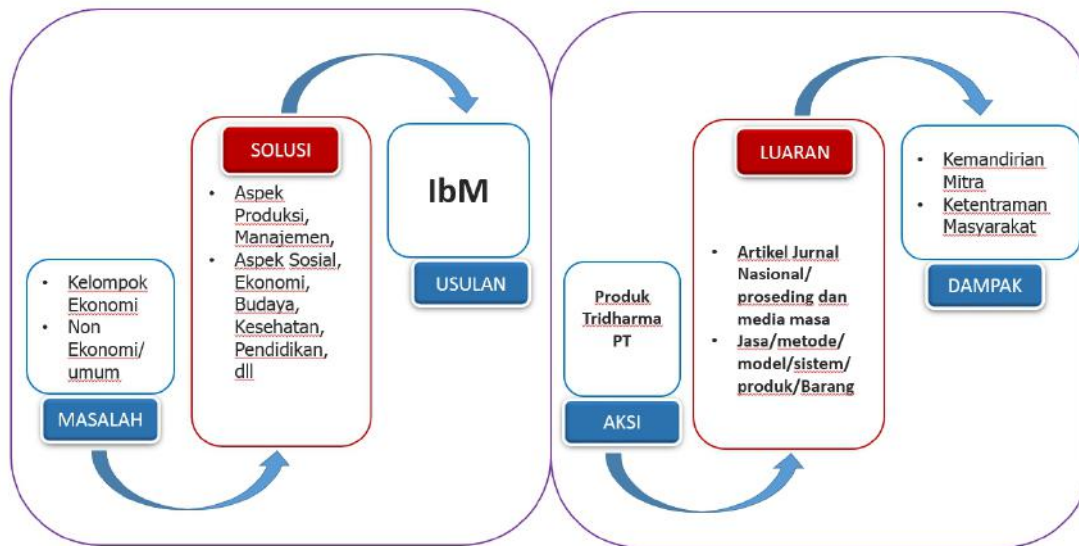 MASALAH
• Kelompok
Ekonomi
• Non
Ekonomi/
umum
SOLUSI
• Aspek
Produksi,
Manajemen,
• Aspek Sosial,
Ekonomi,
Budaya,
Kesehatan,
Pendidikan,
dll
IbM
USULAN
Produk
Tridharma
PT
AKSI
LUARAN
• Artikel Jurnal
Nasional/
proseding dan
media masa
• Jasa/metode/
model/sistem/
produk/Barang
• Kemandirian
Mitra
• Ketentraman
Masyarakat
DAMPAK